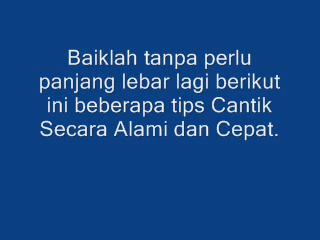 Baiklah tanpa perlu
panjang lebar lagi berikut
ini beberapa tips Cantik
Secara Alami dan Cepat.